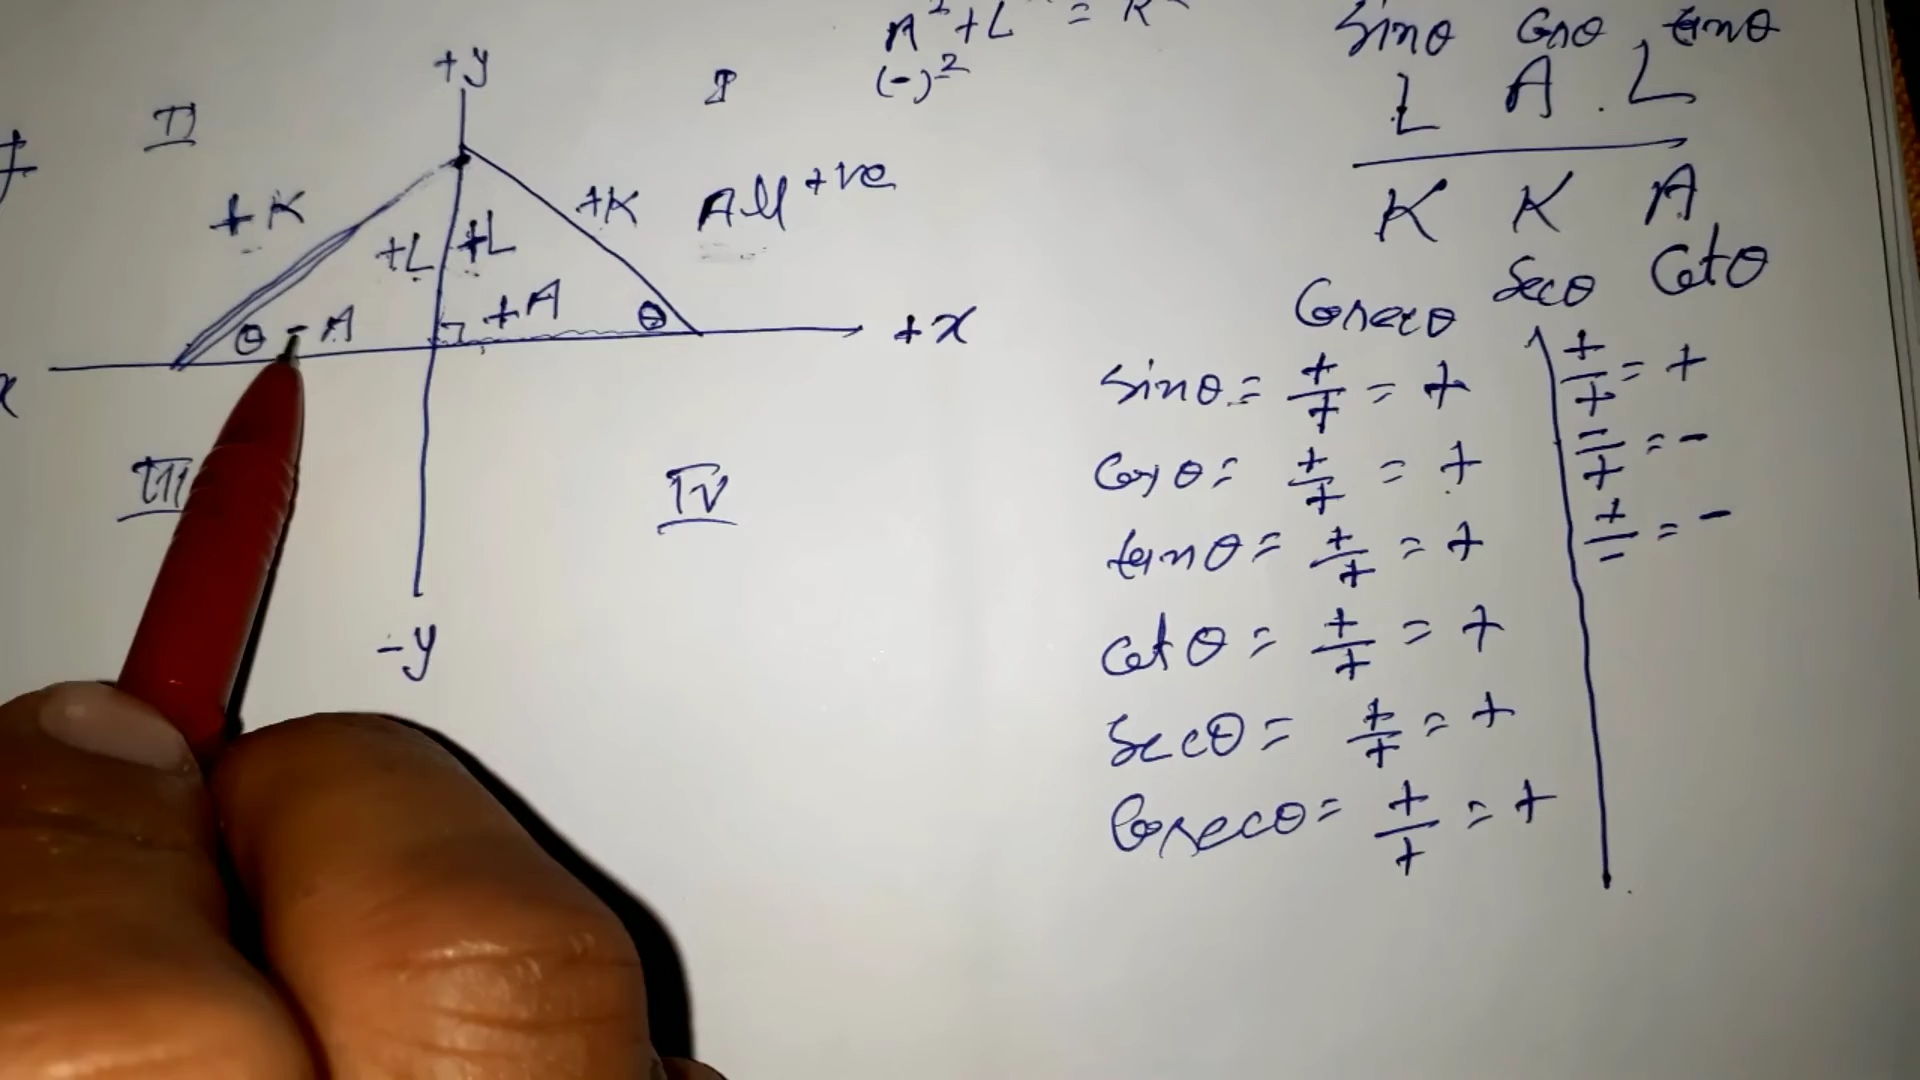 A² + L² = K²
(-)²
sinθ cosθ tanθ
L A L
K K A
Cosecθ Secθ Cotθ
+y
II
I
+K
+K
All +ve
+L
+L
θ
-A
+A
θ
+x
x
III
IV
-y
sinθ = +/+ = +
+/+ = +
Cosθ = +/+ = +
-/+ = -
tanθ = +/+ = +
+/- = -
Cotθ = +/+ = +
Secθ = +/+ = +
Cosecθ = +/+ = +